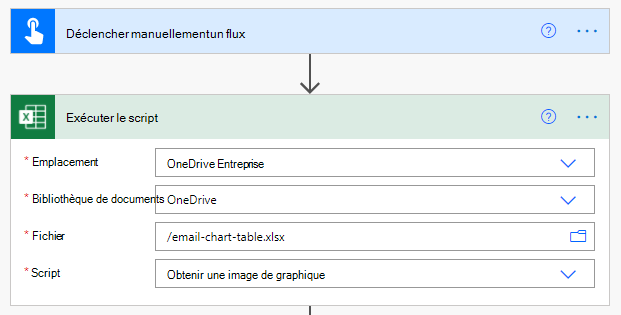 Déclencher manuellementun flux
Exécuter le script
* Emplacement OneDrive Entreprise
* Bibliothèque de documents OneDrive
* Fichier /email-chart-table.xlsx
* Script Obtenir une image de graphique